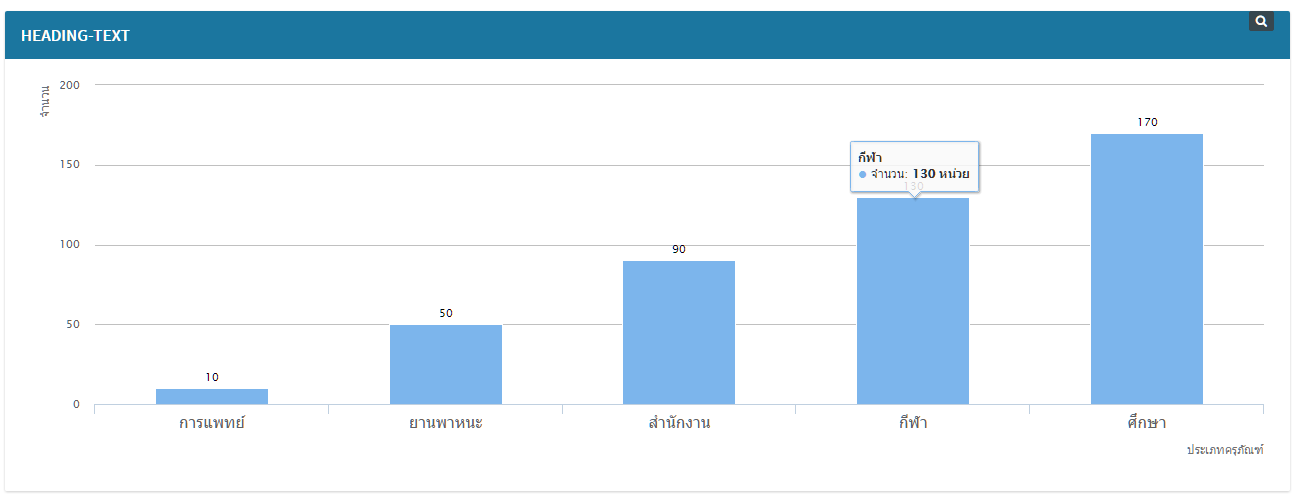 HEADING-TEXT
จำนวน
200
150
100
50
0
10
50
90
130
170
กีฬา
จำนวน: 130 หน่วย
การแพทย์
ยานพาหนะ
สำนักงาน
กีฬา
ศึกษา
ประเภทครุภัณฑ์